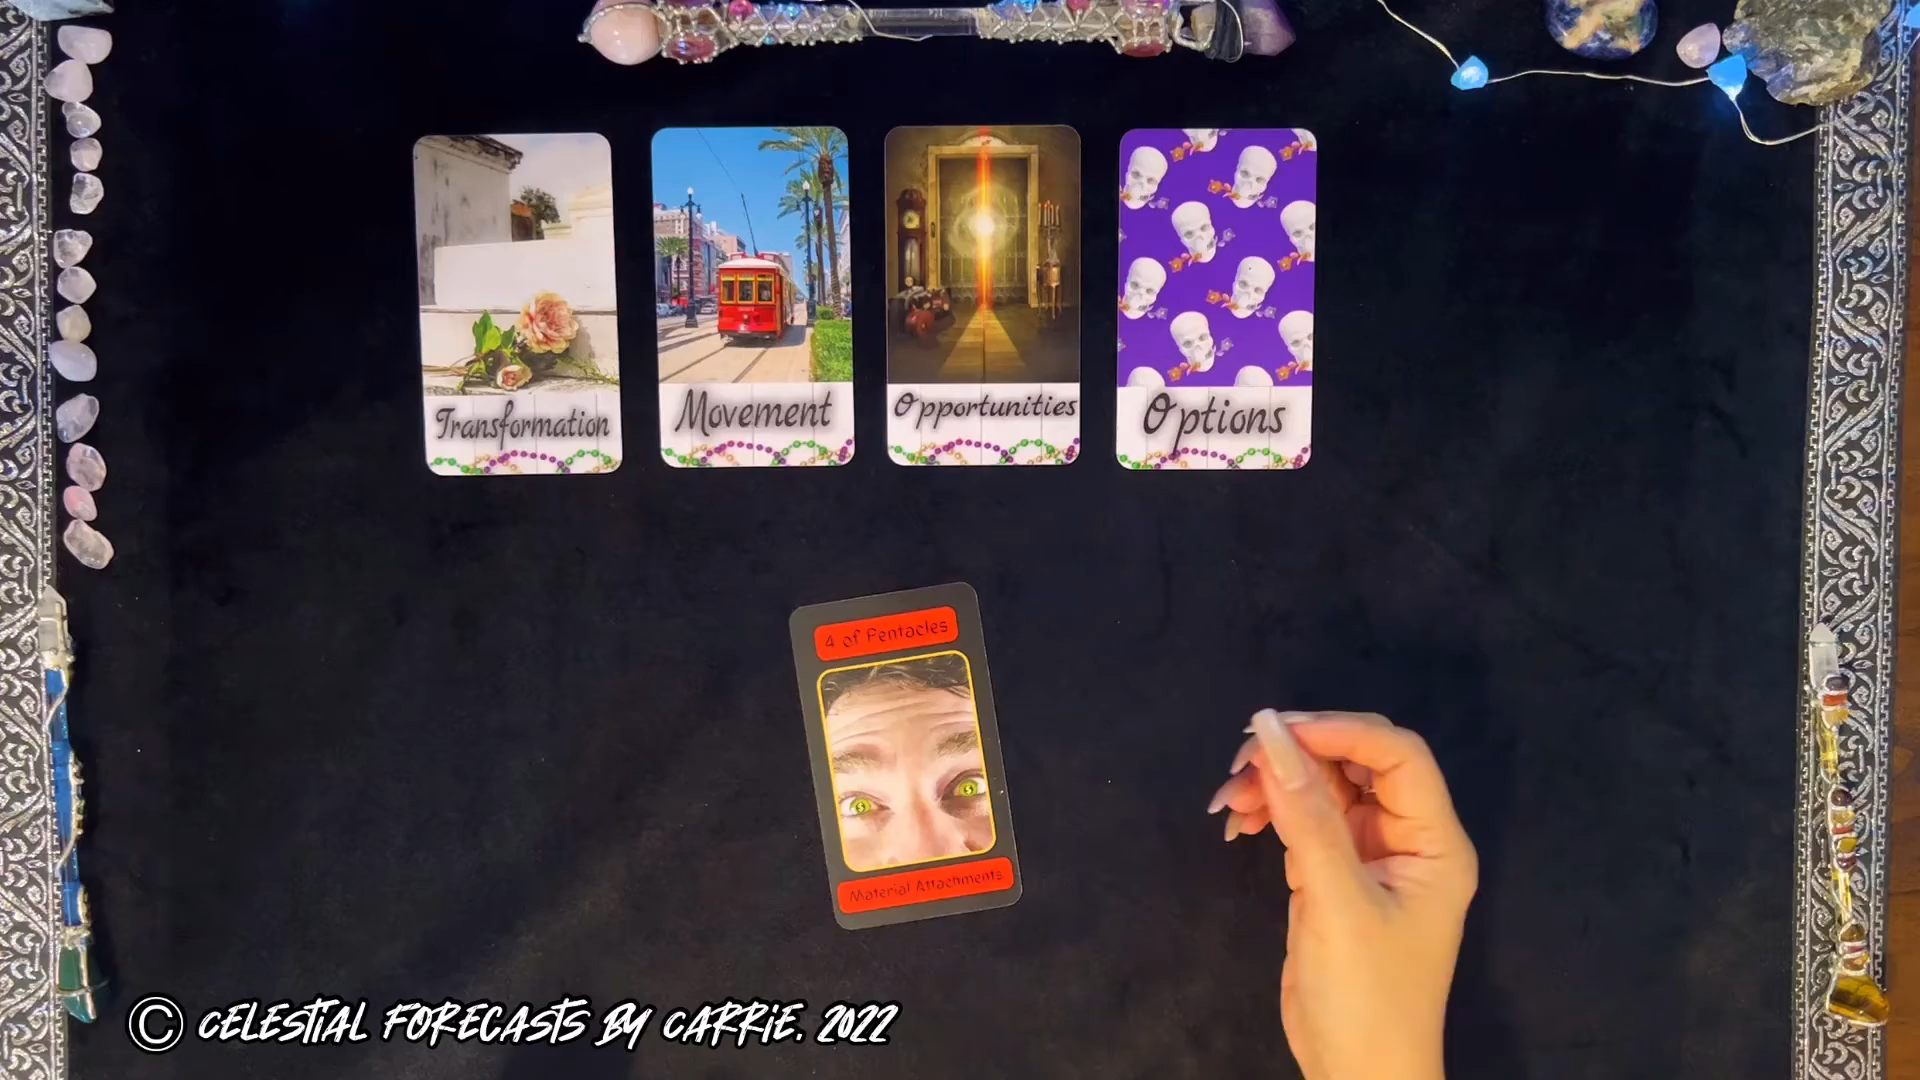 Transformation
Movement
Opportunities
Options
4 of Pentacles
Material Attachments
© CELESTIAL FORECASTS BY CARRIE. 2022